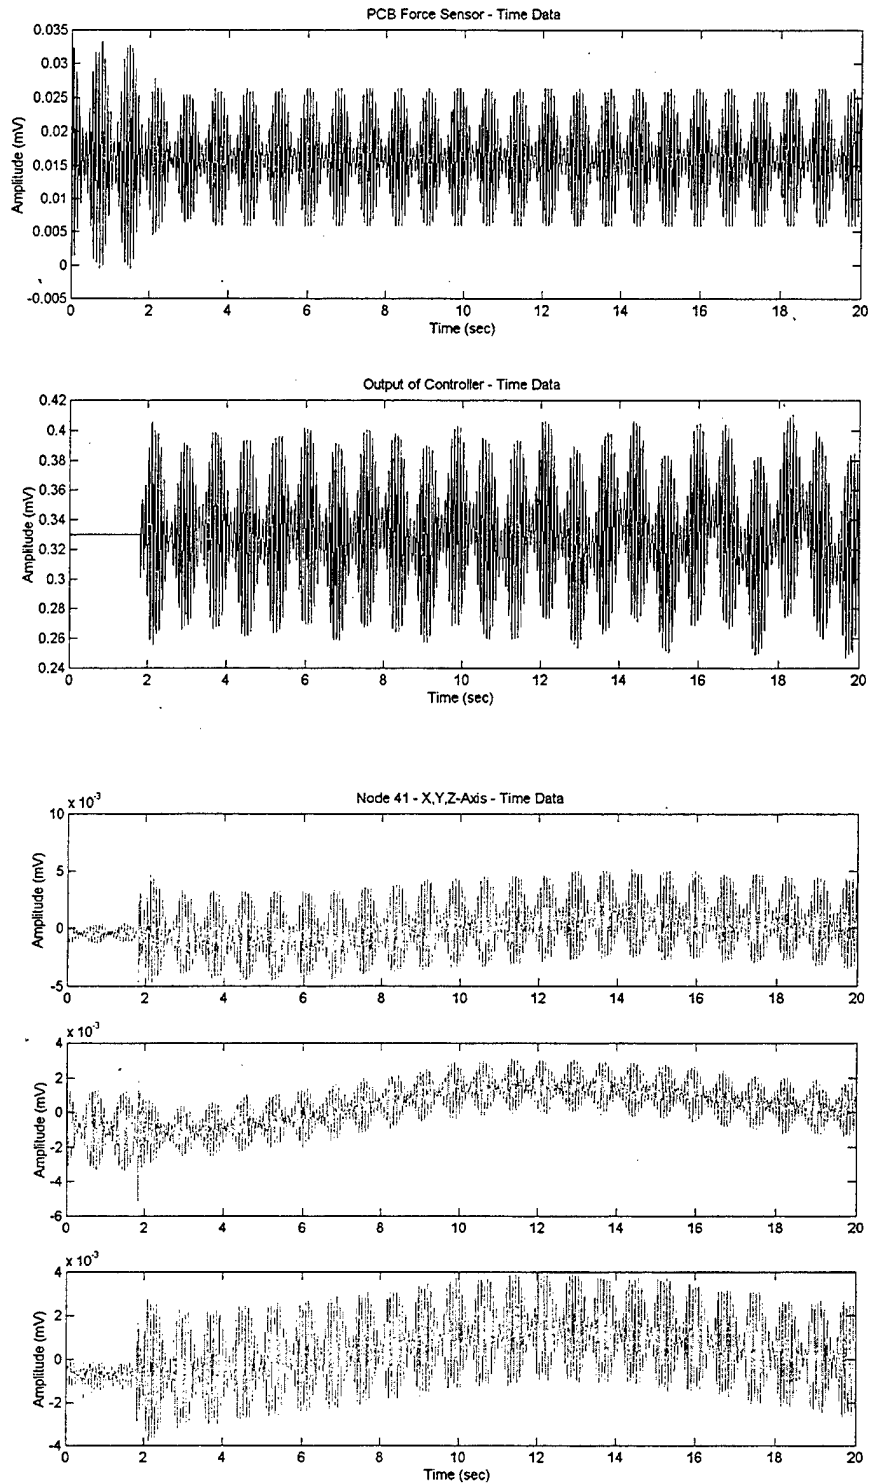 PCB Force Sensor - Time Data
Amplitude (mV)
0.035
0.03
0.025
0.02
0.015
0.01
0.005
0
-0.005
0 2 4 6 8 10 12 14 16 18 20
Time (sec)
Output of Controller - Time Data
Amplitude (mV)
0.42
0.4
0.38
0.36
0.34
0.32
0.3
0.28
0.26
0.24
0 2 4 6 8 10 12 14 16 18 20
Time (sec)
Node 41 - X,Y,Z-Axis - Time Data
x 10-3
Amplitude (mV)
10
5
0
-5
0 2 4 6 8 10 12 14 16 18 20
x 10-3
Amplitude (mV)
4
2
0
-2
-4
-6
0 2 4 6 8 10 12 14 16 18 20
x 10-3
Amplitude (mV)
4
2
0
-2
-4
0 2 4 6 8 10 12 14 16 18 20
Time (sec)